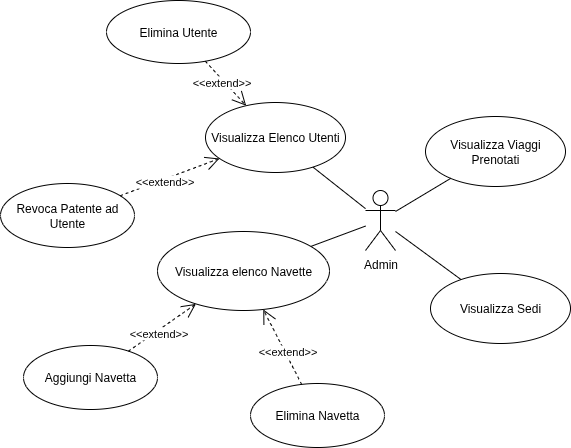 Elimina Utente
<<extend>>
Visualizza Elenco Utenti
Visualizza Viaggi
Prenotati
<<extend>>
Revoca Patente ad
Utente
Admin
Visualizza elenco Navette
Visualizza Sedi
<<extend>>
<<extend>>
Aggiungi Navetta
Elimina Navetta